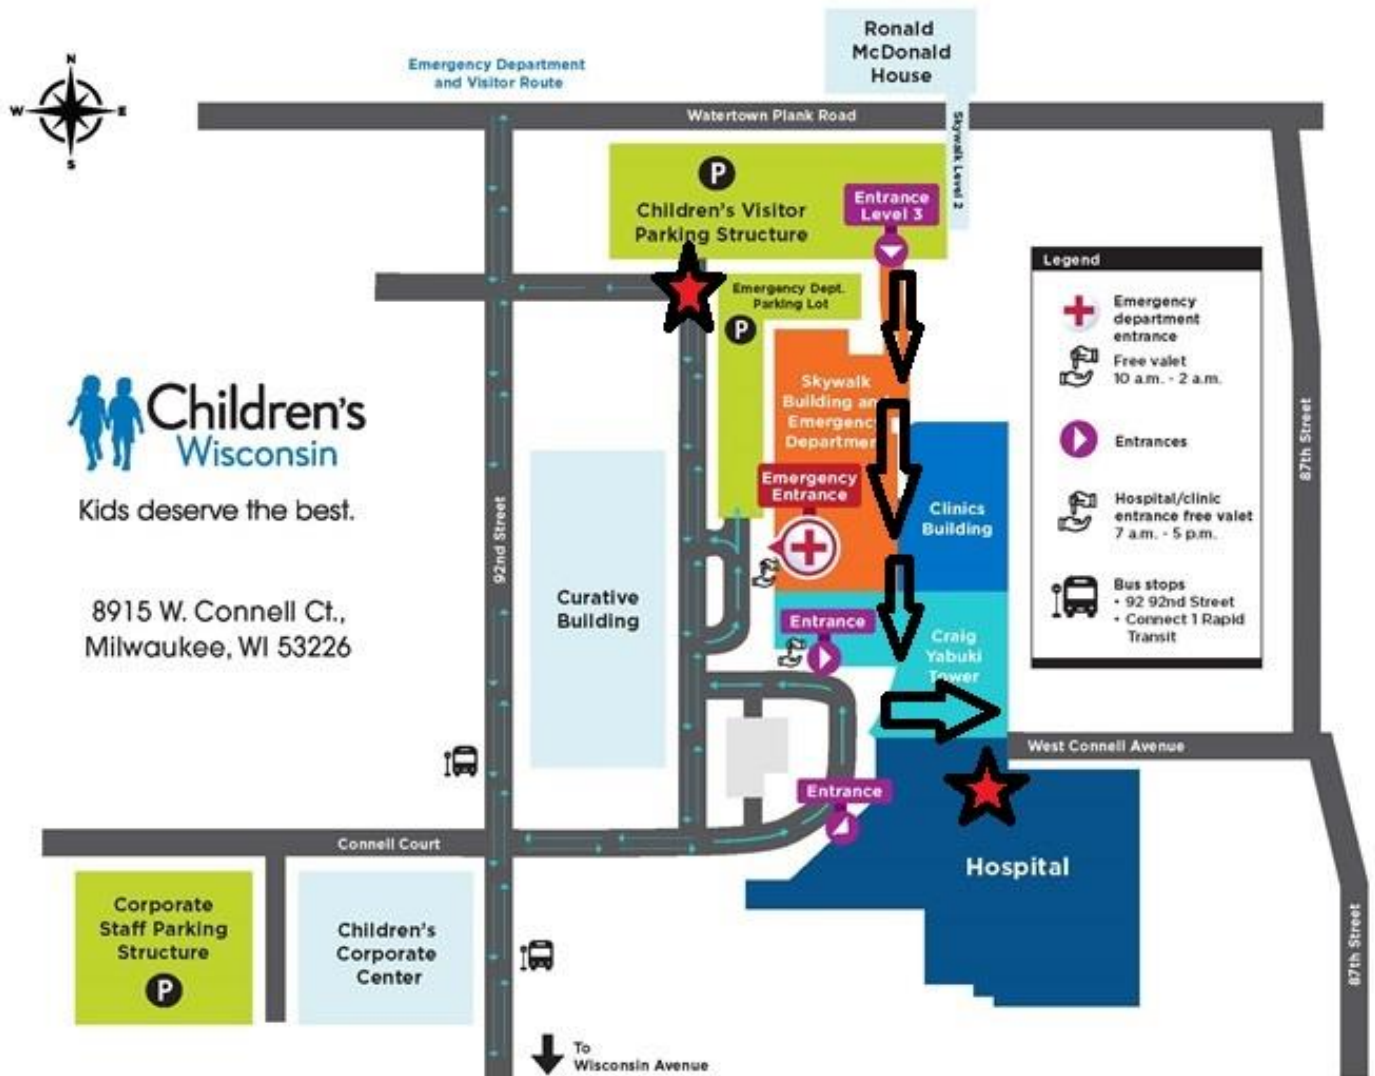 Ronald
McDonald
House
N
W
E
S
Emergency Department
and Visitor Route
Watertown Plank Road
Skywalk Level 2
P
Children's Visitor
Parking Structure
Entrance
Level 3
Emergency Dept.
Parking Lot
P
Legend
Emergency
department
entrance
Free valet
10 a.m. - 2 a.m.
Entrances
Hospital/clinic
entrance free valet
7 a.m. - 5 p.m.
Bus stops
• 92 92nd Street
• Connect 1 Rapid
Transit
Children's
Wisconsin
Kids deserve the best.
8915 W. Connell Ct.,
Milwaukee, WI 53226
Skywalk
Building and
Emergency
Department
Emergency
Entrance
Clinics
Building
87th Street
92nd Street
Curative
Building
Entrance
Craig
Yabuki
Tower
West Connell Avenue
Entrance
Connell Court
Hospital
Corporate
Staff Parking
Structure
P
Children's
Corporate
Center
87th Street
To
Wisconsin Avenue